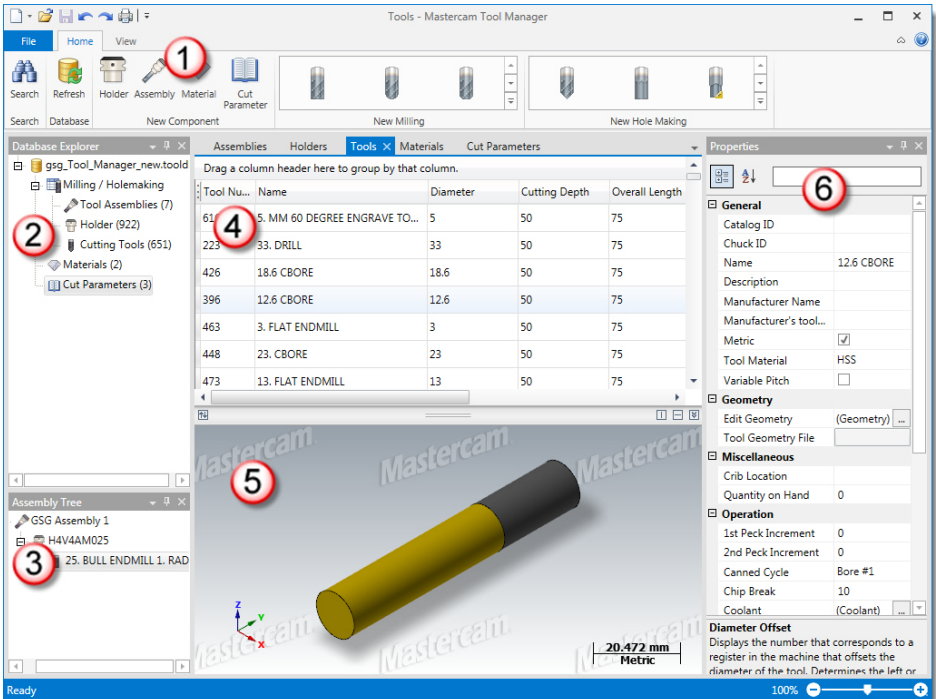 Tools - Mastercam Tool Manager
File Home View
Search Refresh Holder Assembly Material Cut Parameter
1
Search Database New Component New Milling New Hole Making
Database Explorer
gsg_Tool_Manager_new.toold
Milling / Holemaking
Tool Assemblies (7)
Holder (922)
2
Cutting Tools (651)
Materials (2)
Cut Parameters (3)
Assembly Tree
GSG Assembly 1
H4V4AM025
3
25. BULL ENDMILL 1. RAD
Assemblies Holders Tools Materials Cut Parameters
Drag a column header here to group by that column.
Tool Nu... Name Diameter Cutting Depth Overall Length
4
5. MM 60 DEGREE ENGRAVE TO... 5 50 75
223 33. DRILL 33 50 75
426 18.6 CBORE 18.6 50 75
396 12.6 CBORE 12.6 50 75
463 3. FLAT ENDMILL 3 50 75
448 23. CBORE 23 50 75
473 13. FLAT ENDMILL 13 50 75
Mastercam
Mastercam
Mastercam
5
Z
Y
X
Mastercam
Mastercam
20.472 mm
Metric
Properties
6
General
Catalog ID
Chuck ID
Name 12.6 CBORE
Description
Manufacturer Name
Manufacturer's tool...
Metric
Tool Material HSS
Variable Pitch
Geometry
Edit Geometry (Geometry) ...
Tool Geometry File
Miscellaneous
Crib Location
Quantity on Hand 0
Operation
1st Peck Increment 0
2nd Peck Increment 0
Canned Cycle Bore #1
Chip Break 10
Coolant (Coolant) ...
Diameter Offset
Displays the number that corresponds to a
register in the machine that offsets the
diameter of the tool. Determines the left or
Ready 100%